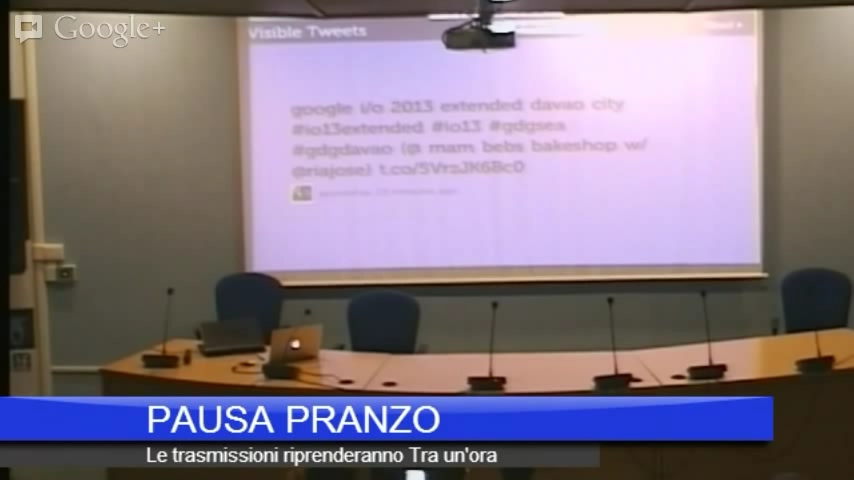 Google+
Visible Tweets
google i/o 2013 extended davao city
#io13extended #io13 #gdgsea
#gdgdavao (@ mam bebs bakeshop w/
@riajose) t.co/5VrzJK6Bc0
PAUSA PRANZO
Le trasmissioni riprenderanno Tra un'ora